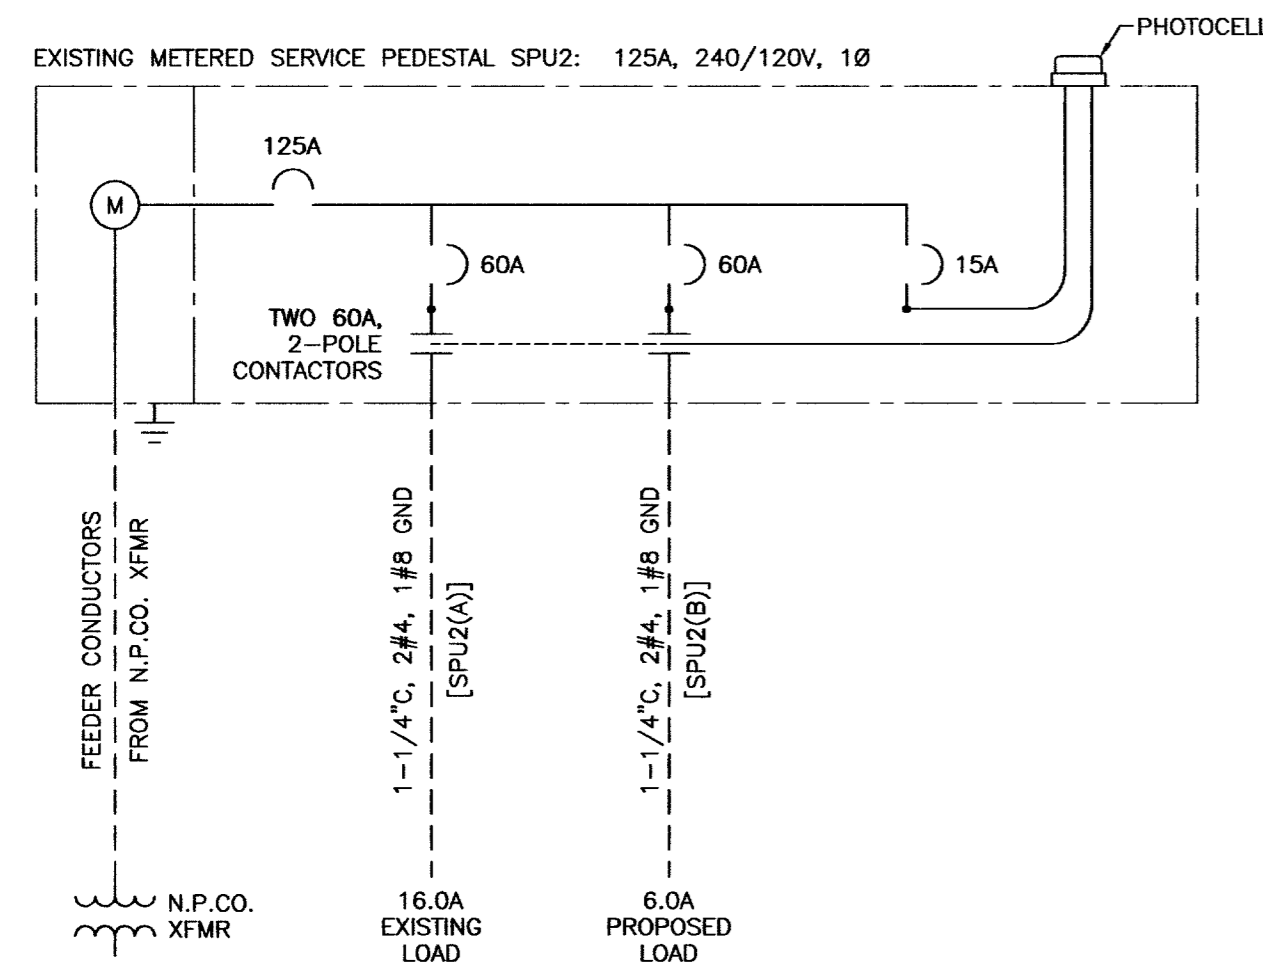 PHOTOCELL
EXISTING METERED SERVICE PEDESTAL SPU2: 125A, 240/120V, 1Ø
125A
M
60A
60A
15A
TWO 60A,
2-POLE
CONTACTORS
FEEDER CONDUCTORS
FROM N.P.CO. XFMR
1-1/4"C, 2#4, 1#8 GND
[SPU2(A)]
1-1/4"C, 2#4, 1#8 GND
[SPU2(B)]
N.P.CO.
XFMR
16.0A
EXISTING
LOAD
6.0A
PROPOSED
LOAD